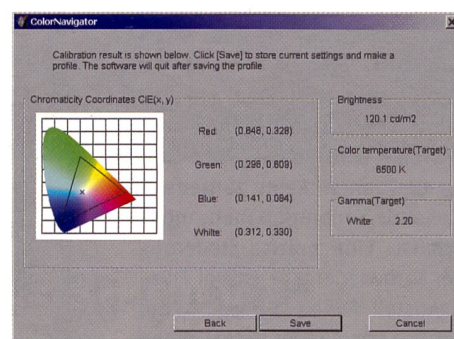 ColorNavigator
Calibration result is shown below. Click [Save] to store current settings and make a
profile. The software will quit after saving the profile
Chromaticity Coordinates CIE(x, y)
Red: (0.648, 0.328)
Green: (0.296, 0.609)
Blue: (0.141, 0.064)
White: (0.312, 0.330)
Brightness
120.1 cd/m2
Color temperature(Target)
6500 K
Gamma(Target)
White: 2.20
Back
Save
Cancel